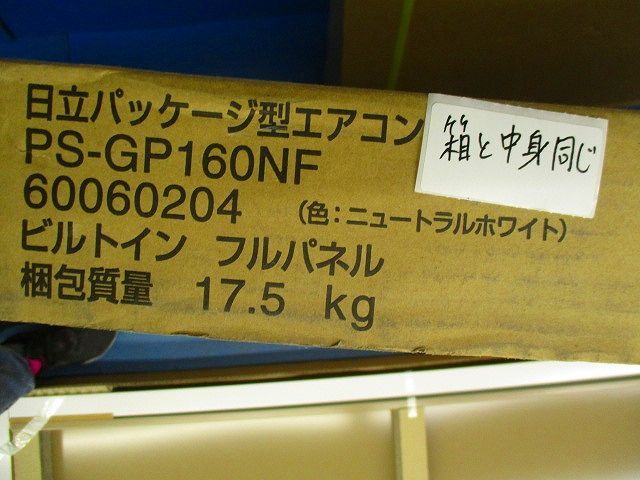 日立パッケージ型エアコン
箱と中身同じ
PS-GP160NF
60060204 (色:ニュートラルホワイト)
ビルトイン フルパネル
梱包質量 17.5 kg